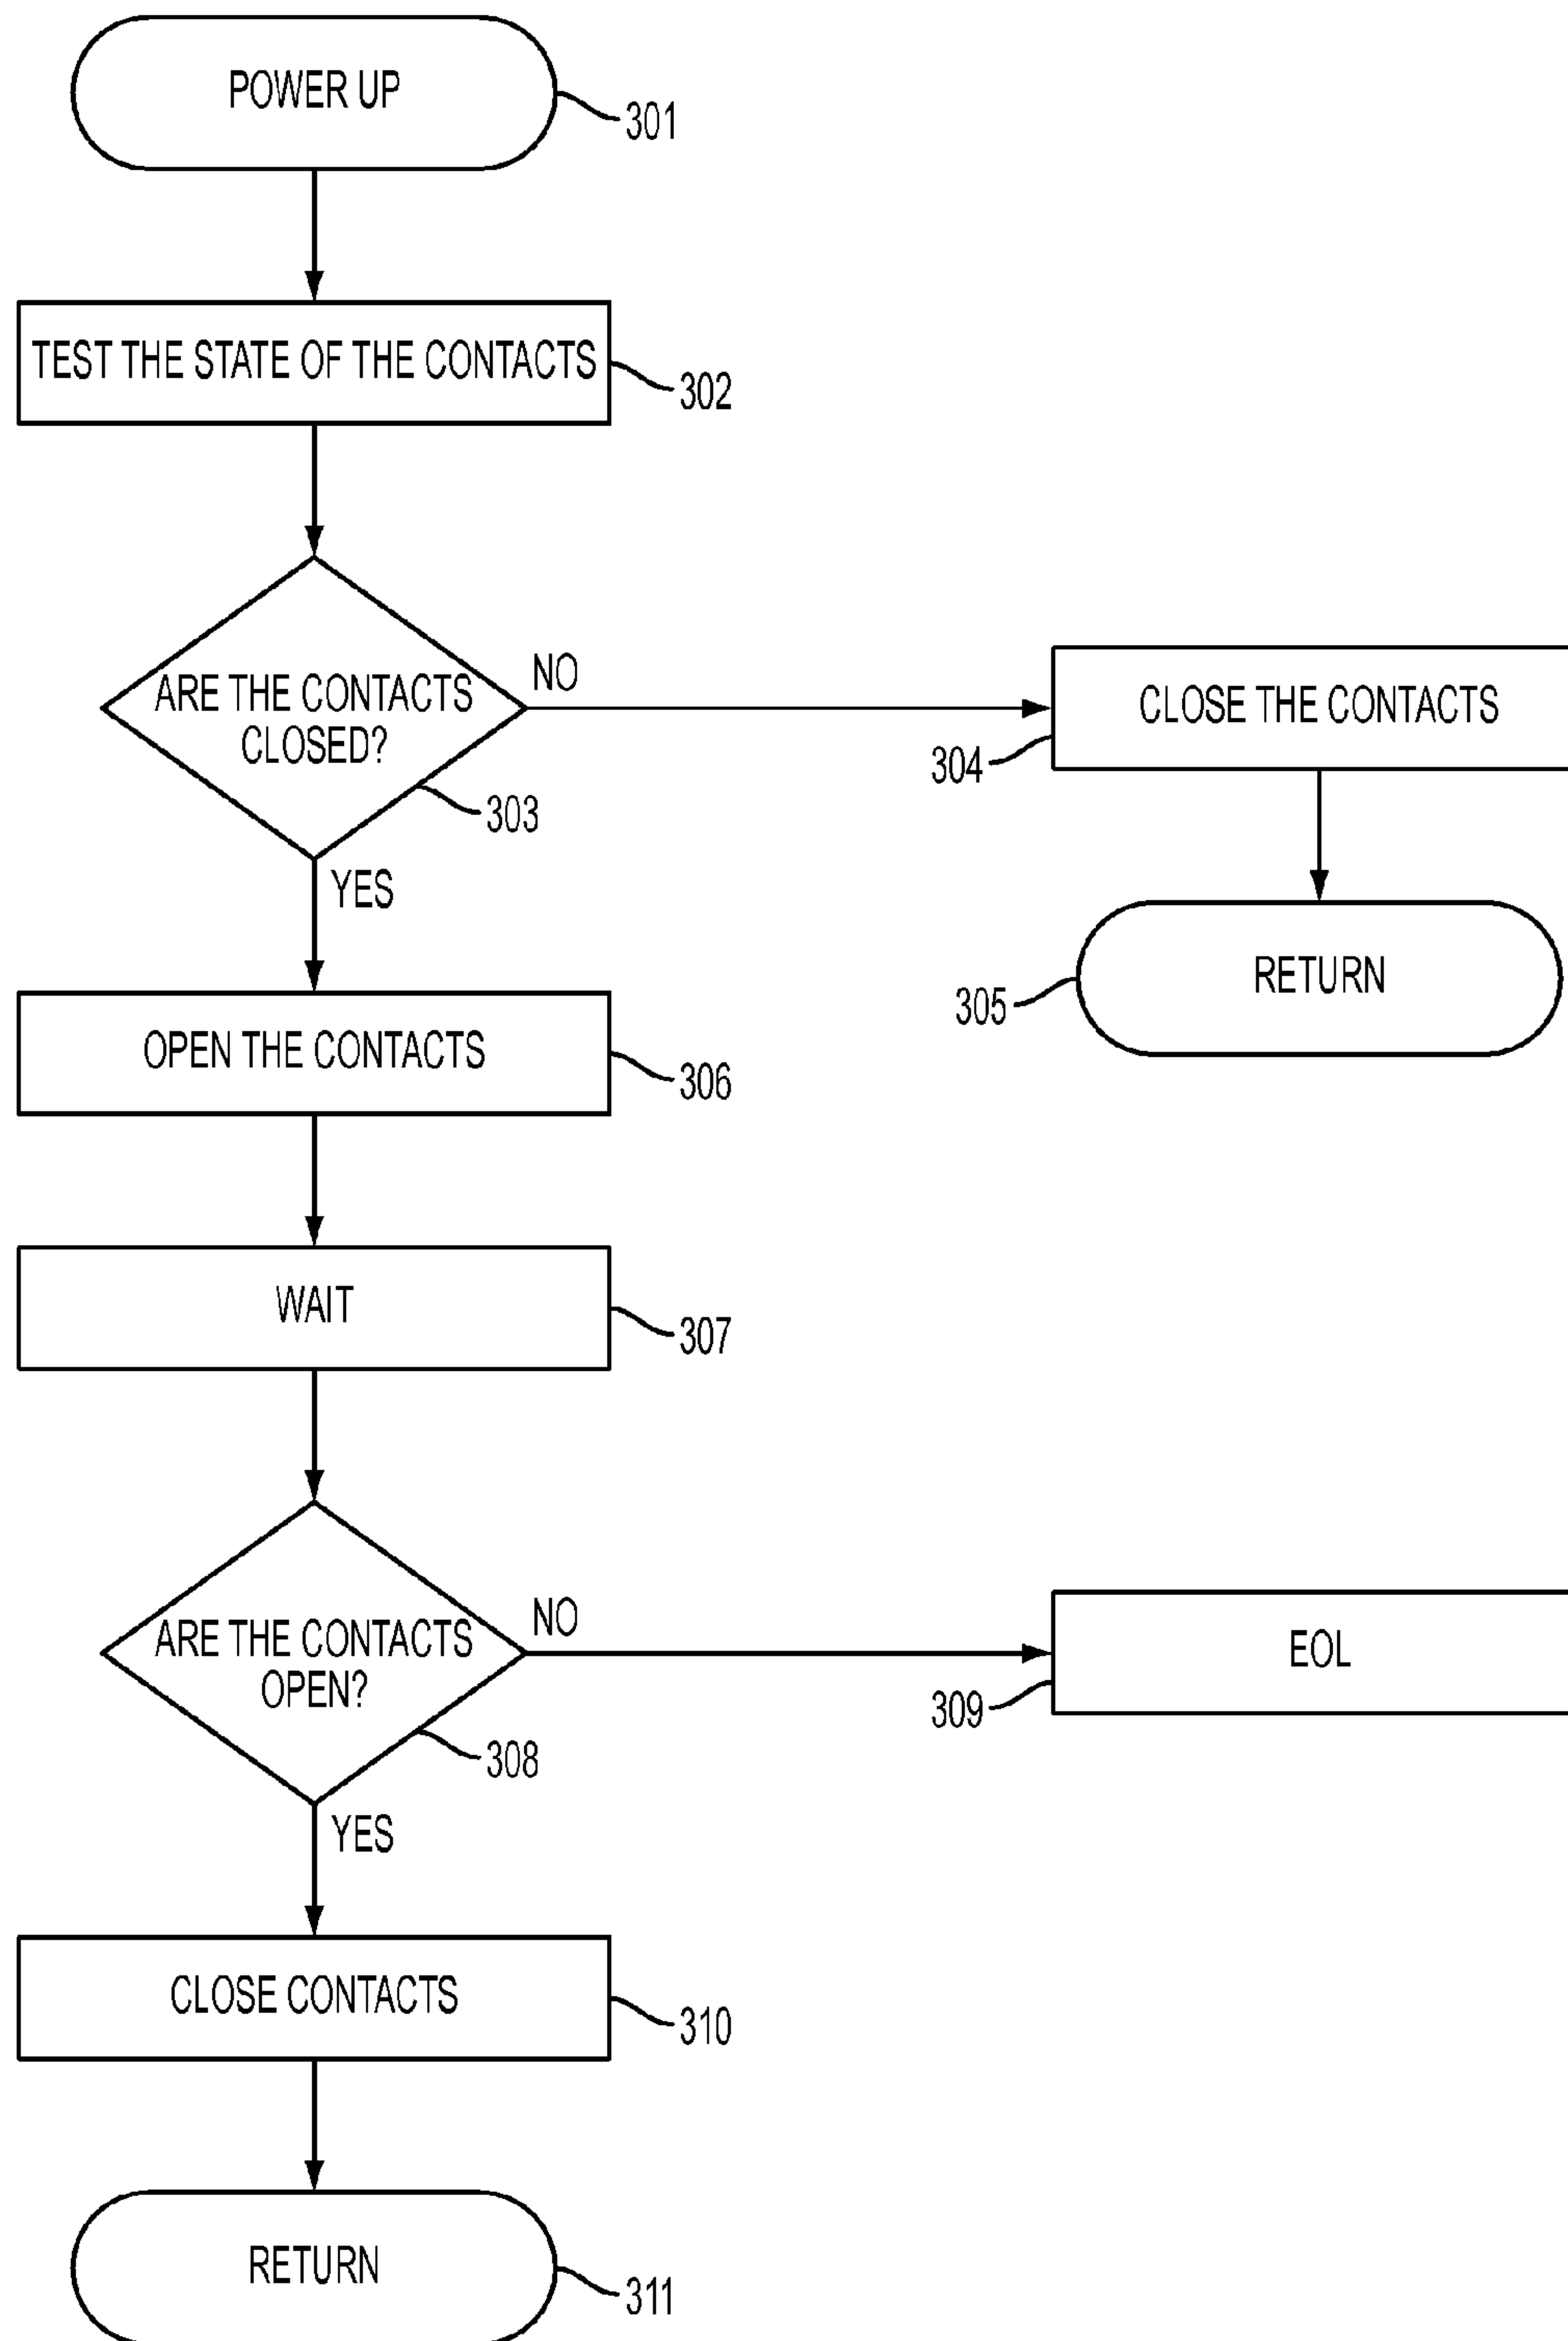 POWER UP
301
TEST THE STATE OF THE CONTACTS
302
ARE THE CONTACTS
CLOSED?
303
NO
CLOSE THE CONTACTS
304
RETURN
305
YES
OPEN THE CONTACTS
306
WAIT
307
ARE THE CONTACTS
OPEN?
308
NO
EOL
309
YES
CLOSE CONTACTS
310
RETURN
311